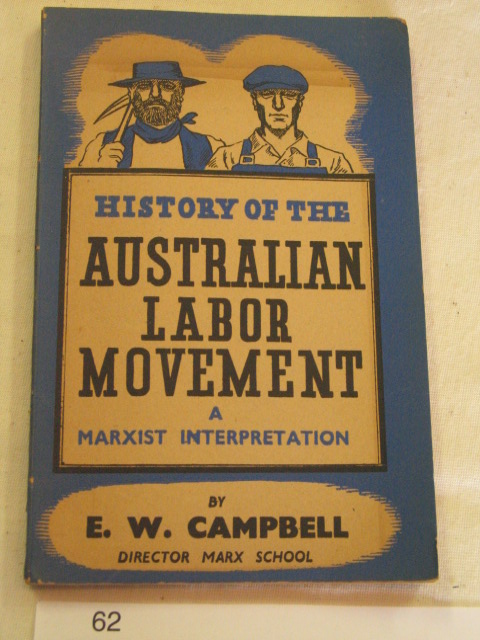 HISTORY OF THE
AUSTRALIAN
LABOR
MOVEMENT
A
MARXIST INTERPRETATION
BY
E. W. CAMPBELL
DIRECTOR MARX SCHOOL
62